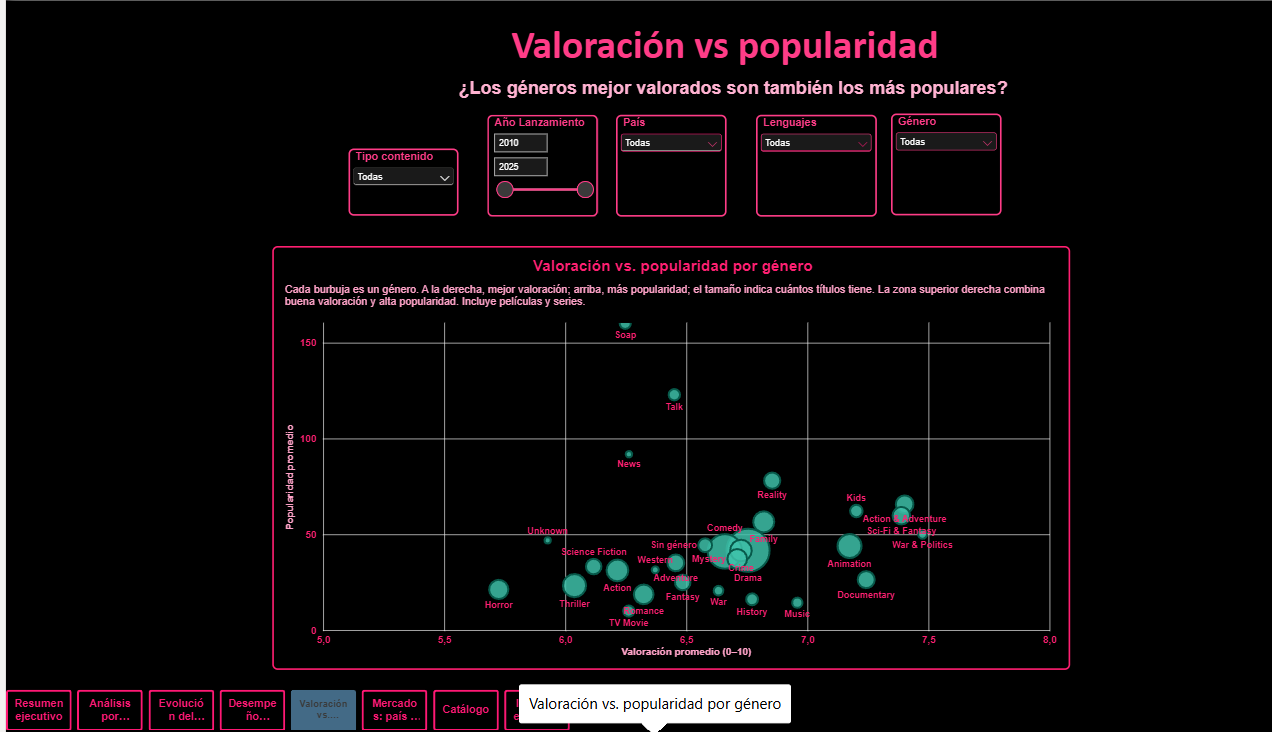 Valoración vs popularidad
¿Los géneros mejor valorados son también los más populares?
Tipo contenido
Todas
Año Lanzamiento
2010
2025
País
Todas
Lenguajes
Todas
Género
Todas
Valoración vs. popularidad por género
Cada burbuja es un género. A la derecha, mejor valoración; arriba, más popularidad; el tamaño indica cuántos títulos tiene. La zona superior derecha combina
buena valoración y alta popularidad. Incluye películas y series.
Popularidad promedio
150
100
50
0
Soap
Talk
News
Reality
Kids
Action & Adventure
Sci-Fi & Fantasy
War & Politics
Comedy
Family
Unknown
Sin género
Mystery
Crime
Drama
Animation
Science Fiction
Western
Adventure
Action
Fantasy
Documentary
Horror
Thriller
Romance
TV Movie
War
History
Music
5,0
5,5
6,0
6,5
7,0
7,5
8,0
Valoración promedio (0–10)
Resumen
ejecutivo
Análisis
por...
Evolució
n del...
Desempe
ño...
Valoración
vs....
Mercado
s: país ...
Catálogo
Valoración vs. popularidad por género